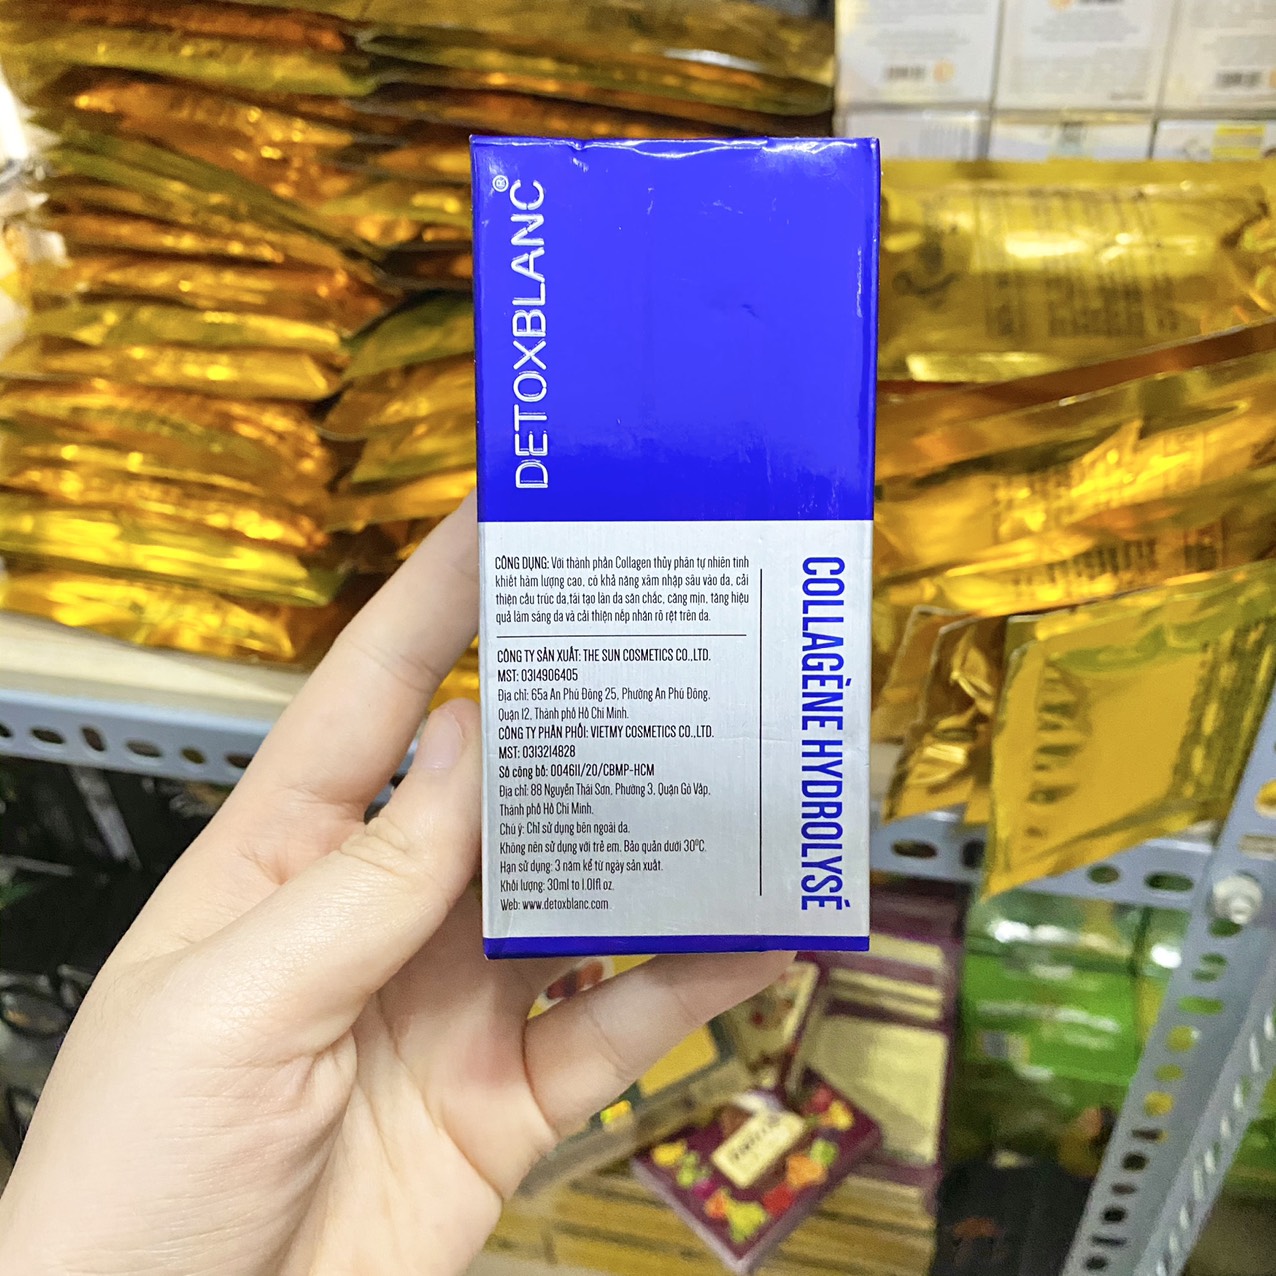 DETOXBLANC®
CÔNG DỤNG: Với thành phần Collagen thủy phân tự nhiên tinh
khiết hàm lượng cao, có khả năng xâm nhập sâu vào da, cải
thiện cấu trúc da,tái tạo làn da săn chắc, căng mịn, tăng hiệu
quả làm sáng da và cải thiện nếp nhăn rõ rệt trên da.
CÔNG TY SẢN XUẤT: THE SUN COSMETICS CO.,LTD.
MST: 0314906405
Địa chỉ: 65a An Phú Đông 25, Phường An Phú Đông,
Quận 12, Thành phố Hồ Chí Minh.
CÔNG TY PHÂN PHỐI: VIETMY COSMETICS CO.,LTD.
MST: 0313214828
Số công bố: 004611/20/CBMP-HCM
Địa chỉ: 88 Nguyễn Thái Sơn, Phường 3, Quận Gò Vấp,
Thành phố Hồ Chí Minh.
Chú ý: Chỉ sử dụng bên ngoài da.
Không nên sử dụng với trẻ em. Bảo quản dưới 30°C.
Hạn sử dụng: 3 năm kể từ ngày sản xuất.
Khối lượng: 30ml to 1.01fl oz.
Web: www.detoxblanc.com
COLLAGÈNE HYDROLYSÉ